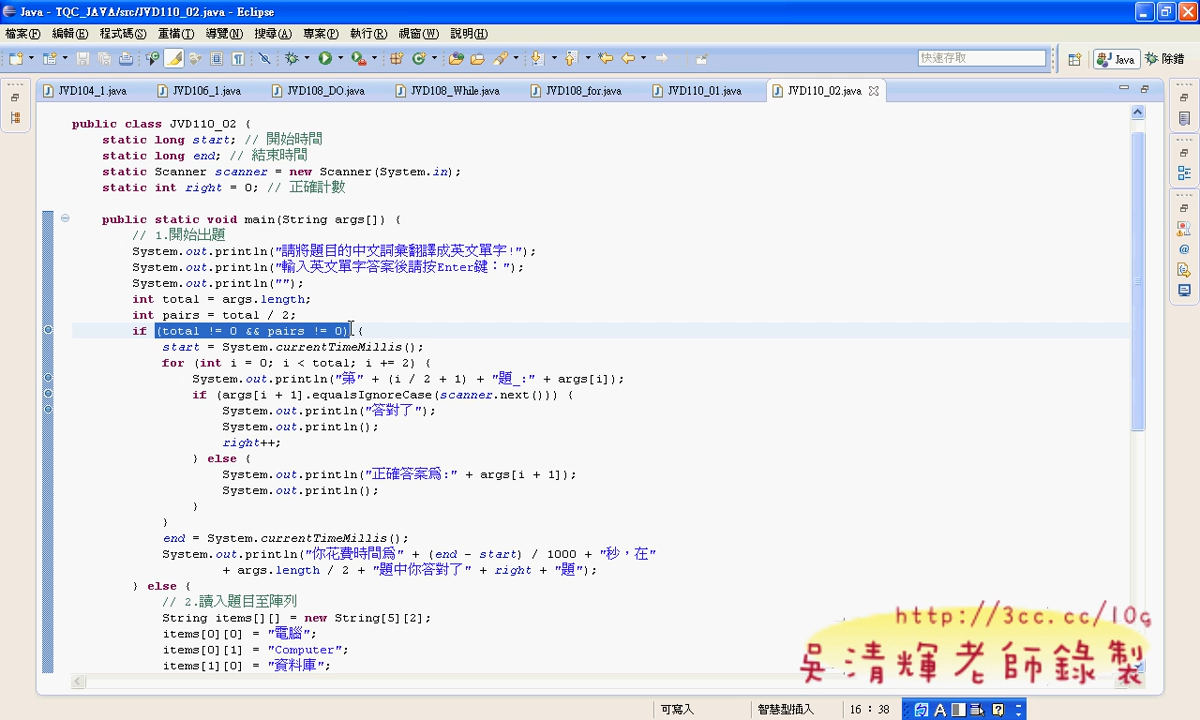 Java - TQC_JAVA/src/JVD110_02.java - Eclipse
檔案(F) 編輯(E) 程式碼(S) 重構(T) 導覽(N) 搜尋(A) 專案(P) 執行(R) 視窗(W) 說明(H)
快速存取 Java 除錯
JVD104_1.java JVD106_1.java JVD108_DO.java JVD108_While.java JVD108_for.java JVD110_01.java JVD110_02.java
public class JVD110_02 {
static long start; // 開始時間
static long end; // 結束時間
static Scanner scanner = new Scanner(System.in);
static int right = 0; // 正確計數
public static void main(String args[]) {
// 1.開始出題
System.out.println("請將題目的中文詞彙翻譯成英文單字!");
System.out.println("輸入英文單字答案後請按Enter鍵：");
System.out.println("");
int total = args.length;
int pairs = total / 2;
if (total != 0 && pairs != 0) {
start = System.currentTimeMillis();
for (int i = 0; i < total; i += 2) {
System.out.println("第" + (i / 2 + 1) + "題_:" + args[i]);
if (args[i + 1].equalsIgnoreCase(scanner.next())) {
System.out.println("答對了");
System.out.println();
right++;
} else {
System.out.println("正確答案為:" + args[i + 1]);
System.out.println();
}
}
end = System.currentTimeMillis();
System.out.println("你花費時間為" + (end - start) / 1000 + "秒，在"
+ args.length / 2 + "題中你答對了" + right + "題");
} else {
// 2.讀入題目至陣列
String items[][] = new String[5][2];
items[0][0] = "電腦";
items[0][1] = "Computer";
items[1][0] = "資料庫";
http://3cc.cc/10g
吳清輝老師錄製
可寫入 智慧型插入 16 : 38